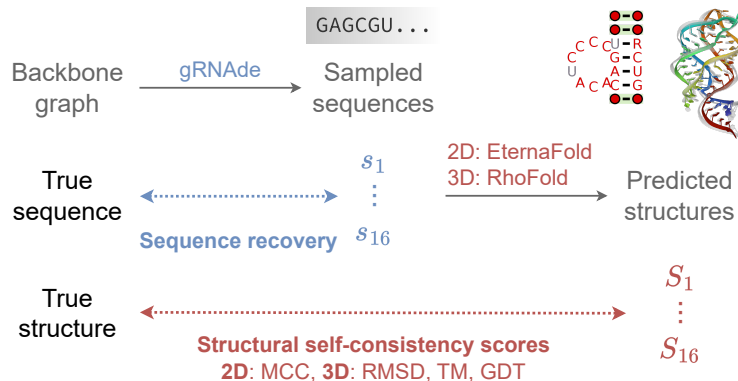 GAGCGU...
Backbone
graph
gRNAde
Sampled
sequences
C C C C U R
U G C
A U
A C A C G
True
sequence
Sequence recovery
s1
⋮
s16
2D: EternaFold
3D: RhoFold
Predicted
structures
True
structure
Structural self-consistency scores
2D: MCC, 3D: RMSD, TM, GDT
S1
⋮
S16